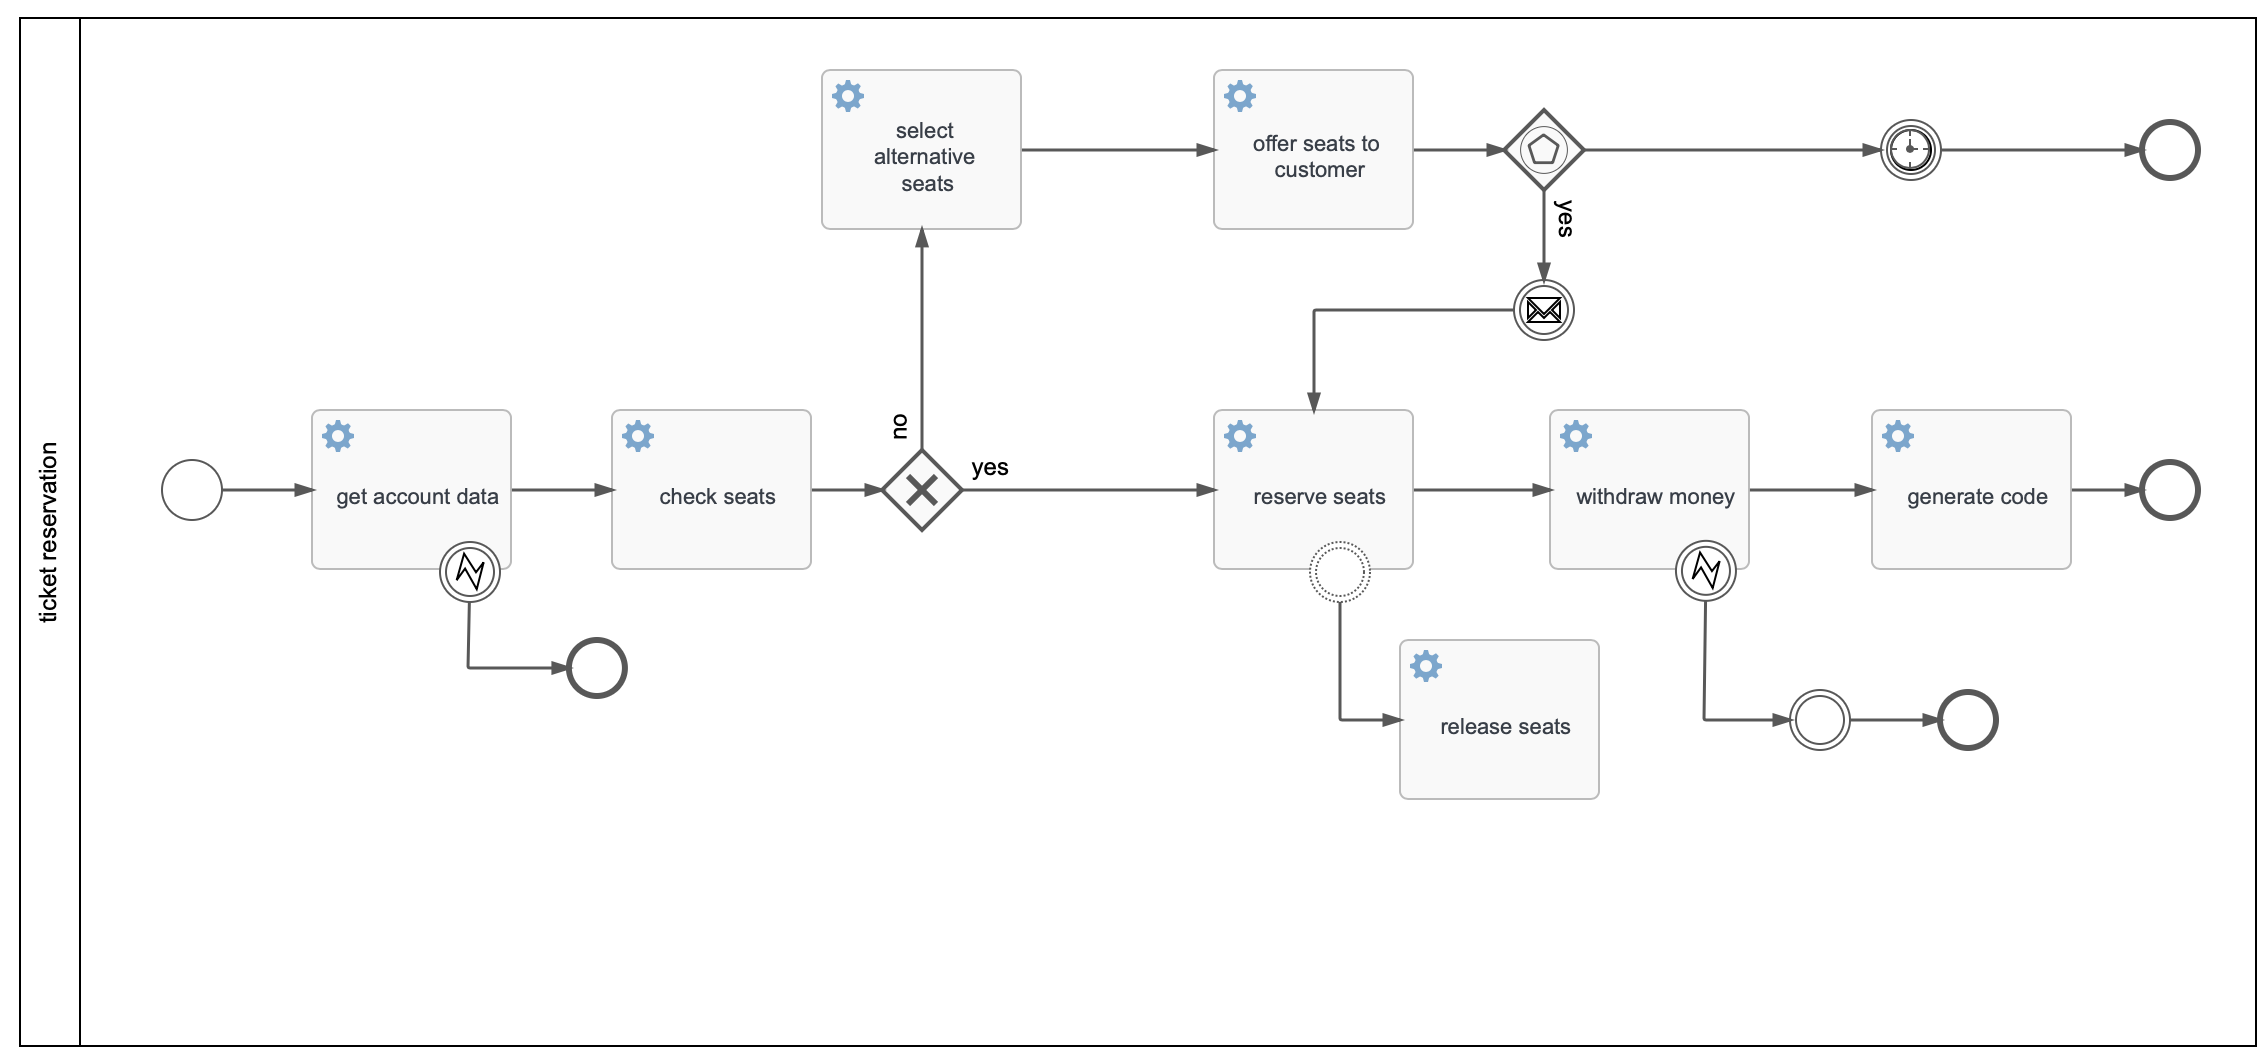 ticket reservation
select
alternative
seats
offer seats to
customer
yes
no
yes
get account data
check seats
reserve seats
withdraw money
generate code
release seats